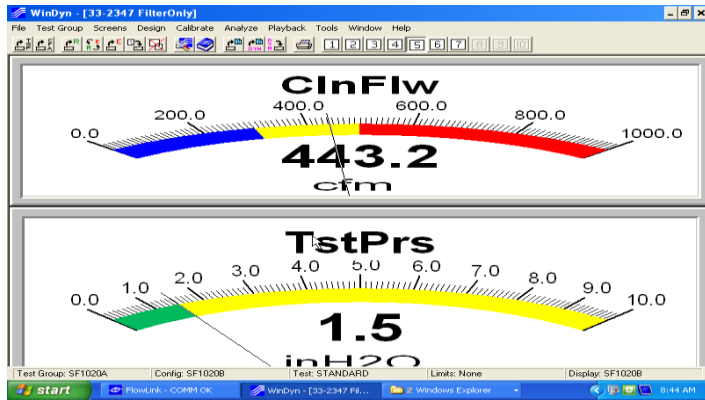 WinDyn - [33-2347 FilterOnly]
File Test Group Screens Design Calibrate Analyze Playback Tools Window Help
1 2 3 4 5 6 7 8 9 10
ClnFlw
0.0 200.0 400.0 600.0 800.0 1000.0
443.2
cfm
TstPrs
0.0 1.0 2.0 3.0 4.0 5.0 6.0 7.0 8.0 9.0 10.0
1.5
inH2O
Test Group: SF1020A Config: SF1020B Test: STANDARD Limits: None Display: SF1020B
start FlowLink - COMM OK WinDyn - [33-2347 Fil... 2 Windows Explorer 8:44 AM